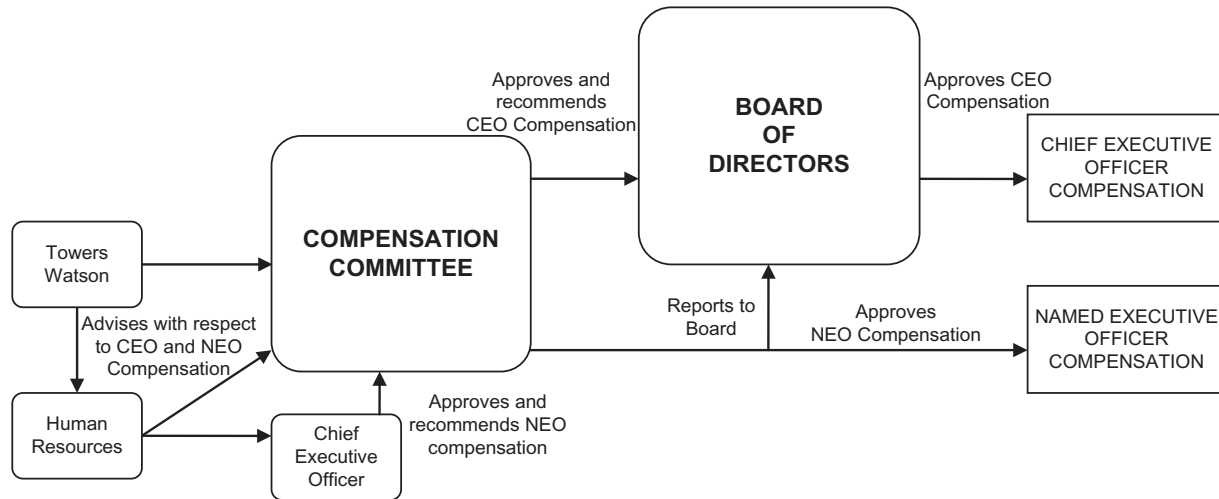 Approves and
recommends
CEO Compensation
BOARD
OF
DIRECTORS
Approves CEO
Compensation
CHIEF EXECUTIVE
OFFICER
COMPENSATION
Towers
Watson
COMPENSATION
COMMITTEE
Reports to
Board
Approves
NEO Compensation
NAMED EXECUTIVE
OFFICER
COMPENSATION
Advises with respect
to CEO and NEO
Compensation
Human
Resources
Chief
Executive
Officer
Approves and
recommends NEO
compensation